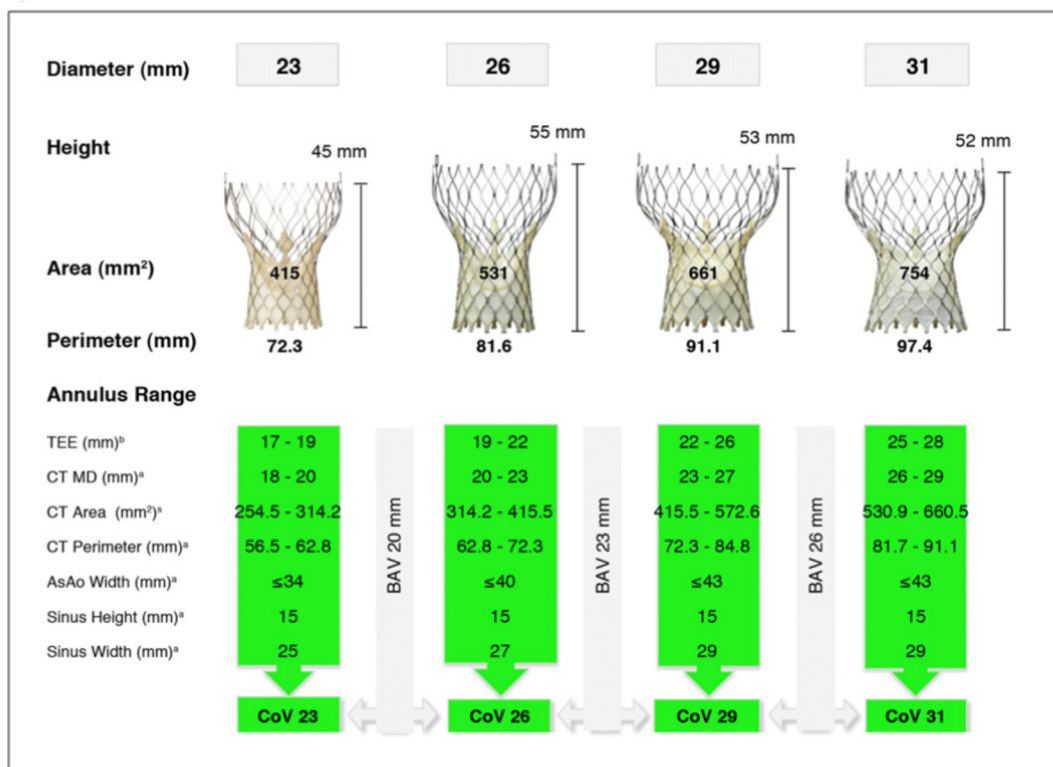 Diameter (mm) 23 26 29 31
Height 45 mm 55 mm 53 mm 52 mm
Area (mm²) 415 531 661 754
Perimeter (mm) 72.3 81.6 91.1 97.4
Annulus Range
TEE (mm)ᵇ 17 - 19 19 - 22 22 - 26 25 - 28
CT MD (mm)ᵃ 18 - 20 20 - 23 23 - 27 26 - 29
CT Area (mm²)ᵃ 254.5 - 314.2 314.2 - 415.5 415.5 - 572.6 530.9 - 660.5
CT Perimeter (mm)ᵃ 56.5 - 62.8 62.8 - 72.3 72.3 - 84.8 81.7 - 91.1
AsAo Width (mm)ᵃ ≤34 ≤40 ≤43 ≤43
Sinus Height (mm)ᵃ 15 15 15 15
Sinus Width (mm)ᵃ 25 27 29 29
BAV 20 mm
BAV 23 mm
BAV 26 mm
CoV 23 CoV 26 CoV 29 CoV 31